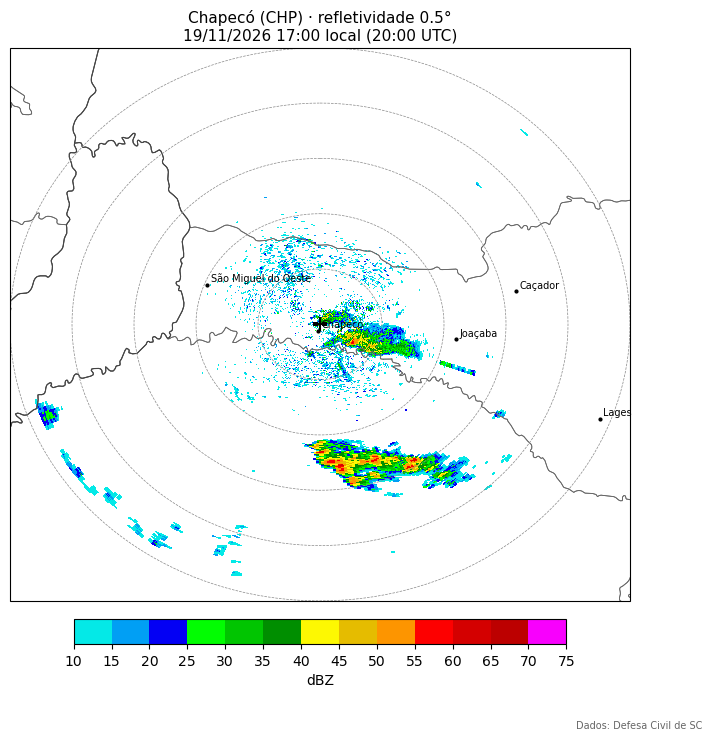 Chapecó (CHP) · refletividade 0.5°
19/11/2026 17:00 local (20:00 UTC)
São Miguel do Oeste
Caçador
Chapecó
Joaçaba
Lages
10 15 20 25 30 35 40 45 50 55 60 65 70 75
dBZ
Dados: Defesa Civil de SC